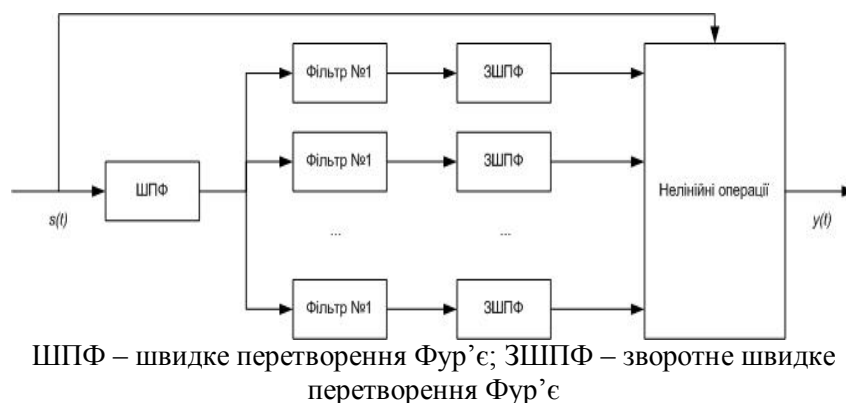 Фільтр №1
ЗШПФ
Фільтр №1
ЗШПФ
ШПФ
Нелінійні операції
s(t)
y(t)
...
...
Фільтр №1
ЗШПФ
ШПФ – швидке перетворення Фур’є; ЗШПФ – зворотне швидке
перетворення Фур’є